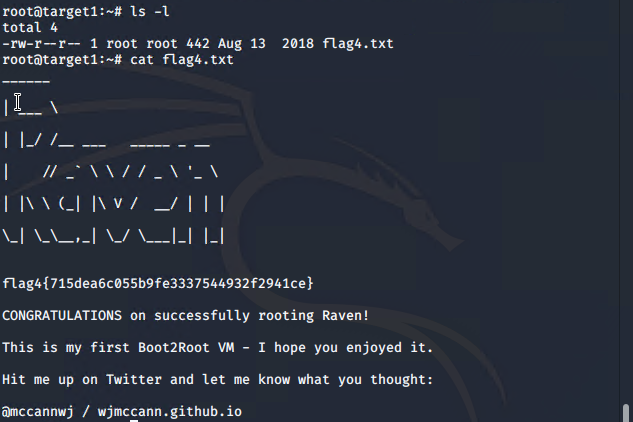 root@target1:~# ls -l
total 4
-rw-r--r-- 1 root root 442 Aug 13  2018 flag4.txt
root@target1:~# cat flag4.txt
______
| ___ \
| |_/ /__ ___   _____ _ __
|    // _` \ \ / / _ \ '_ \
| |\ \ (_| |\ V /  __/ | | |
\_| \_\__,_| \_/ \___|_| |_|
flag4{715dea6c055b9fe3337544932f2941ce}
CONGRATULATIONS on successfully rooting Raven!
This is my first Boot2Root VM - I hope you enjoyed it.
Hit me up on Twitter and let me know what you thought:
@mccannwj / wjmccann.github.io